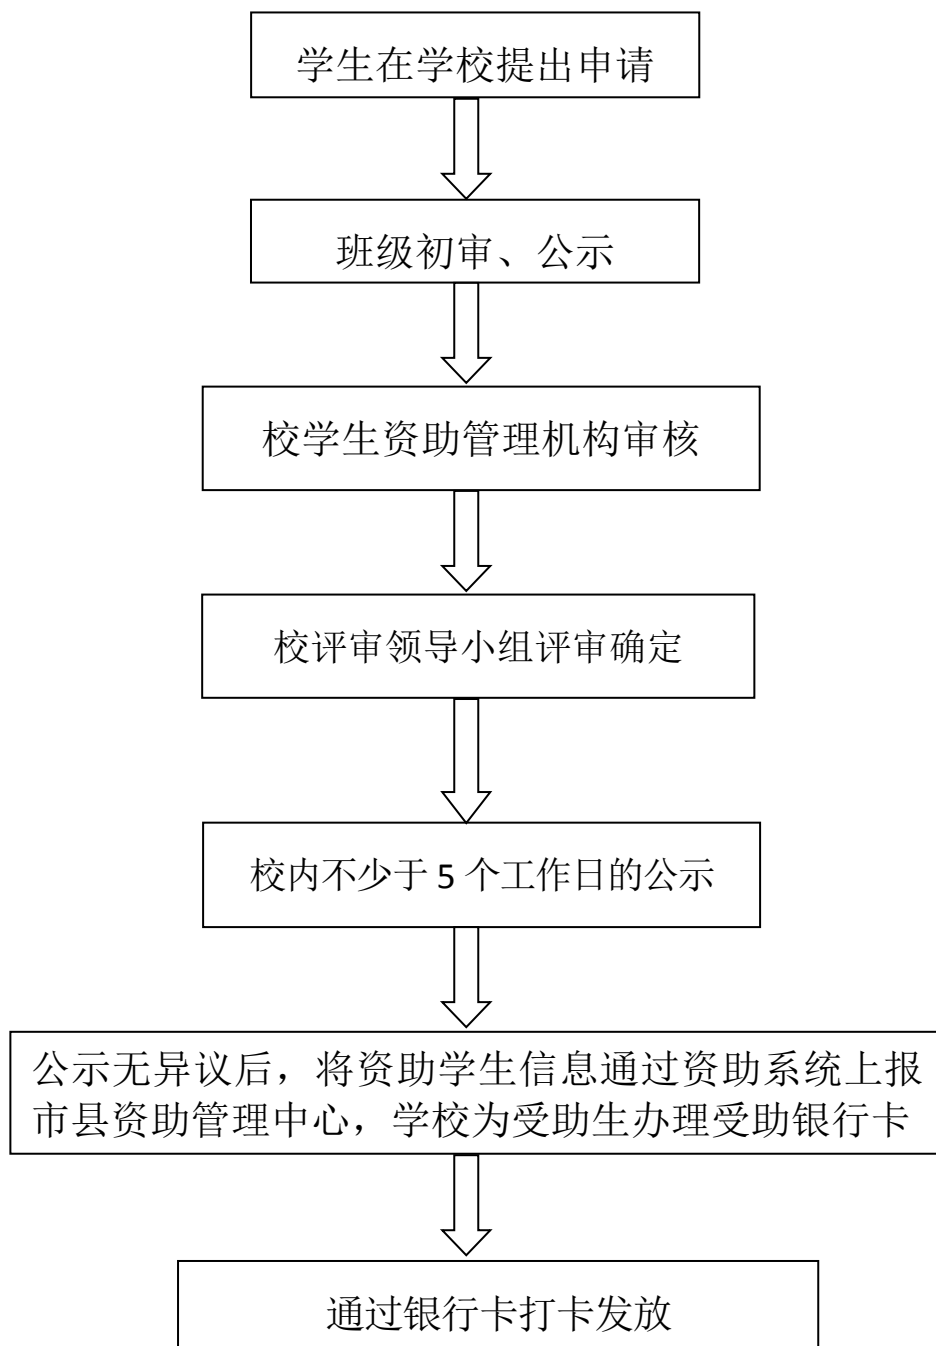 学生在学校提出申请
班级初审、公示
校学生资助管理机构审核
校评审领导小组评审确定
校内不少于 5 个工作日的公示
公示无异议后，将资助学生信息通过资助系统上报
市县资助管理中心，学校为受助生办理受助银行卡
通过银行卡打卡发放